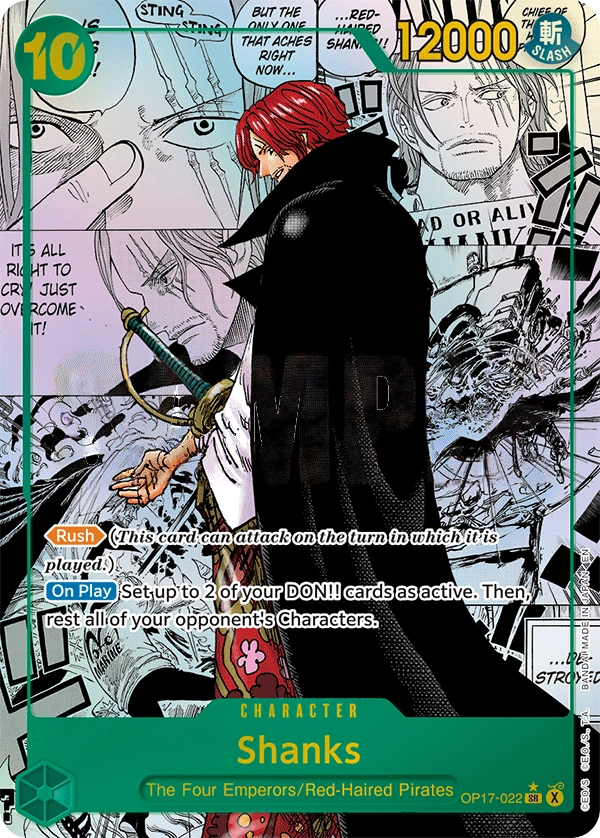 10
STING
STING
BUT THE
ONLY ONE
THAT ACHES
RIGHT
NOW...
...RED-
HAIRED
SHANKS!!
CHIEF OF
12000
斬
SLASH
AD OR ALIV
IT'S ALL
RIGHT TO
CRY! JUST
OVERCOME
IT!
Rush (This card can attack on the turn in which it is
played.)
On Play Set up to 2 of your DON!! cards as active. Then,
rest all of your opponent's Characters.
STROYED
CHARACTER
Shanks
The Four Emperors/Red-Haired Pirates
OP17-022 SR X
BANDAI MADE IN JAPAN EN